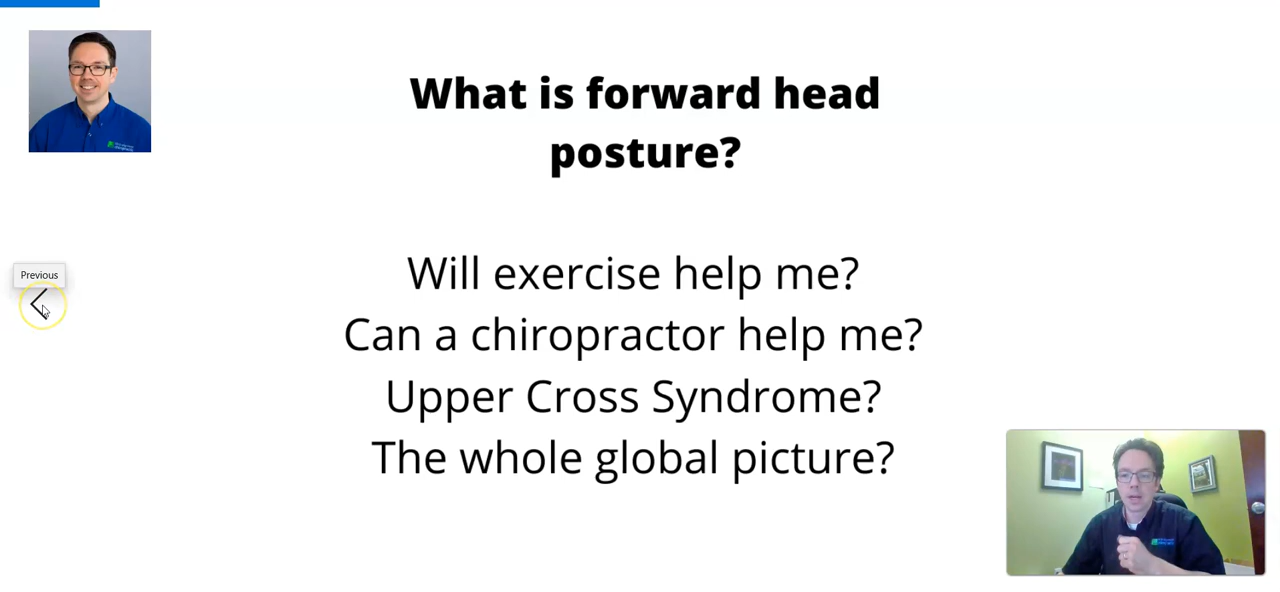 What is forward head
posture?
Previous
Will exercise help me?
Can a chiropractor help me?
Upper Cross Syndrome?
The whole global picture?